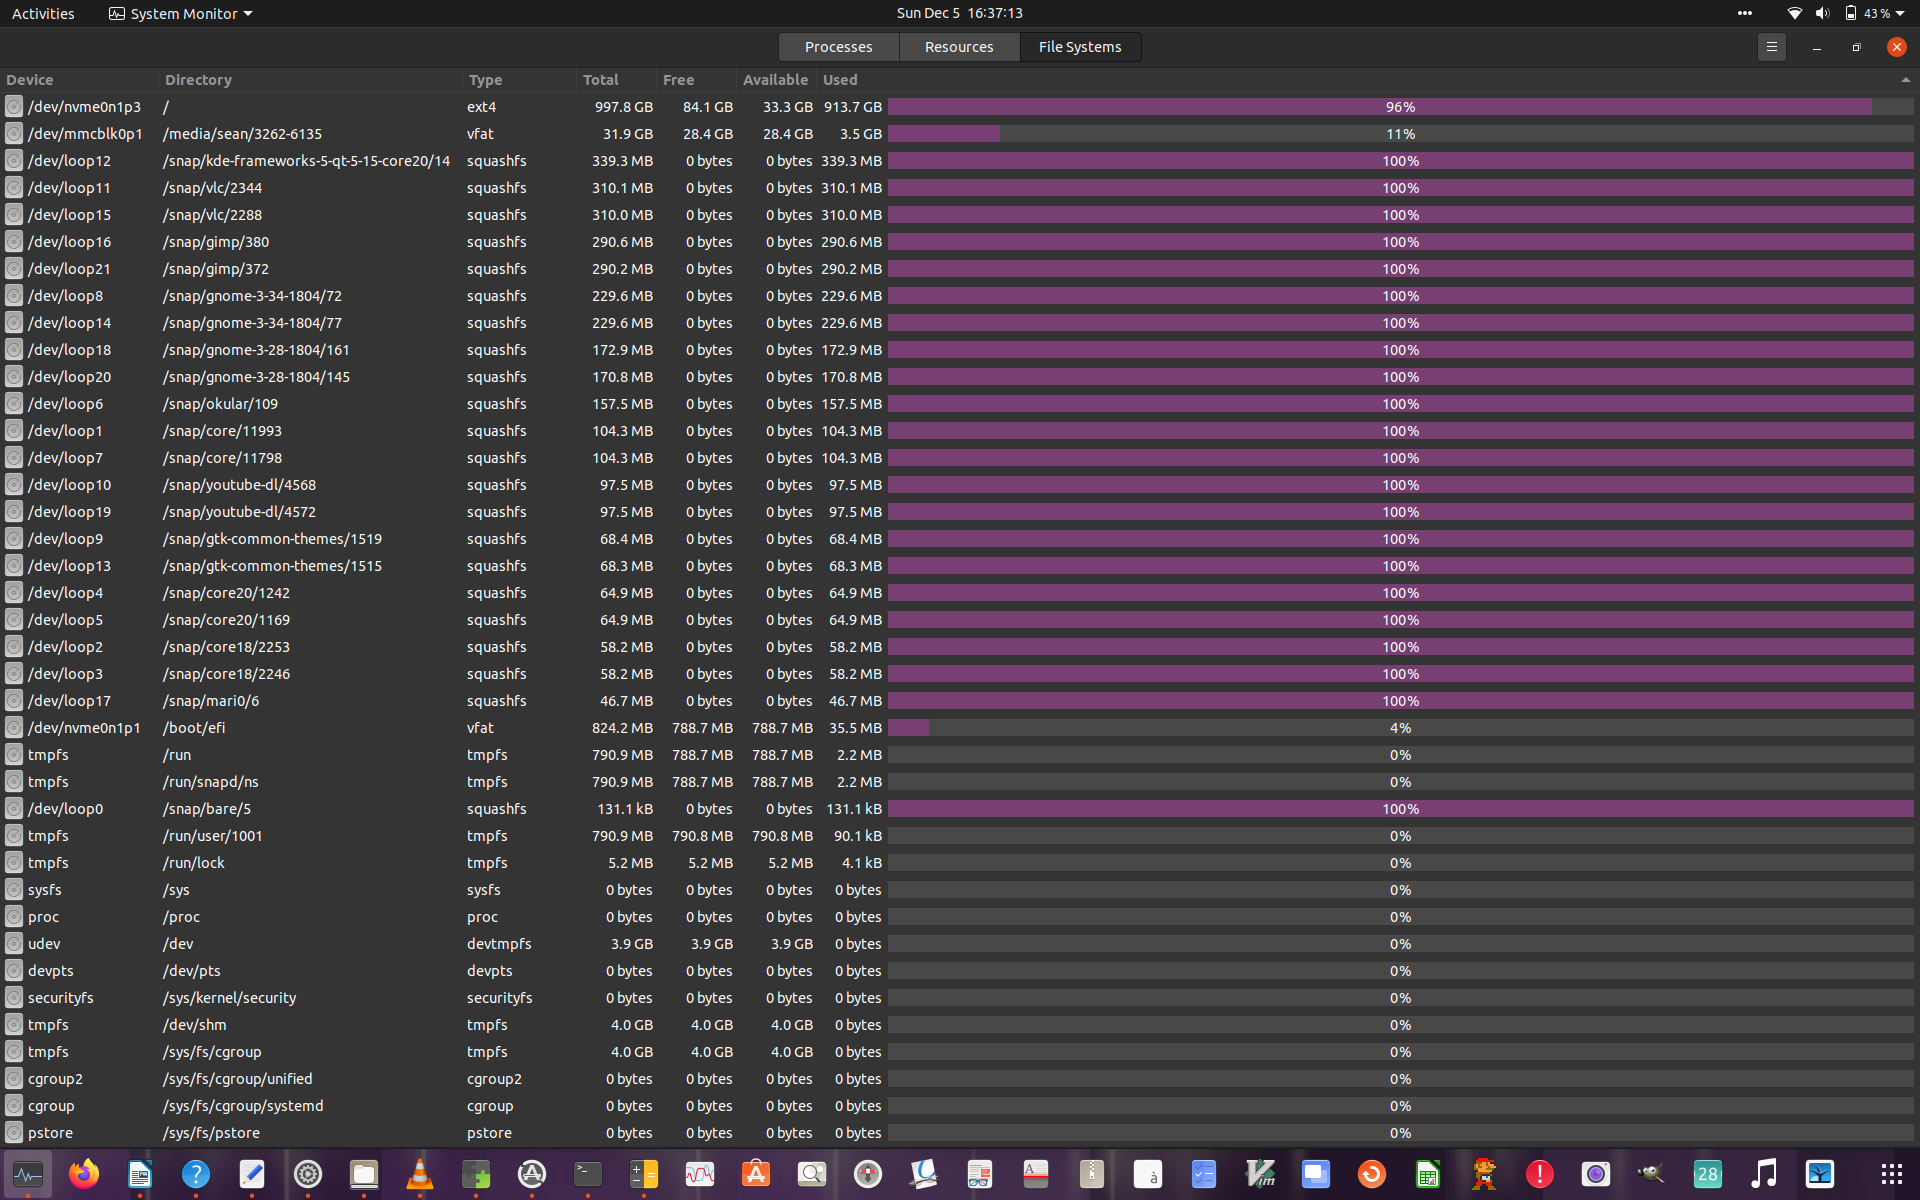 Activities System Monitor Sun Dec 5 16:37:13 43 %
Processes Resources File Systems
Device Directory Type Total Free Available Used
/dev/nvme0n1p3 / ext4 997.8 GB 84.1 GB 33.3 GB 913.7 GB 96%
/dev/mmcblk0p1 /media/sean/3262-6135 vfat 31.9 GB 28.4 GB 28.4 GB 3.5 GB 11%
/dev/loop12 /snap/kde-frameworks-5-qt-5-15-core20/14 squashfs 339.3 MB 0 bytes 0 bytes 339.3 MB 100%
/dev/loop11 /snap/vlc/2344 squashfs 310.1 MB 0 bytes 0 bytes 310.1 MB 100%
/dev/loop15 /snap/vlc/2288 squashfs 310.0 MB 0 bytes 0 bytes 310.0 MB 100%
/dev/loop16 /snap/gimp/380 squashfs 290.6 MB 0 bytes 0 bytes 290.6 MB 100%
/dev/loop21 /snap/gimp/372 squashfs 290.2 MB 0 bytes 0 bytes 290.2 MB 100%
/dev/loop8 /snap/gnome-3-34-1804/72 squashfs 229.6 MB 0 bytes 0 bytes 229.6 MB 100%
/dev/loop14 /snap/gnome-3-34-1804/77 squashfs 229.6 MB 0 bytes 0 bytes 229.6 MB 100%
/dev/loop18 /snap/gnome-3-28-1804/161 squashfs 172.9 MB 0 bytes 0 bytes 172.9 MB 100%
/dev/loop20 /snap/gnome-3-28-1804/145 squashfs 170.8 MB 0 bytes 0 bytes 170.8 MB 100%
/dev/loop6 /snap/okular/109 squashfs 157.5 MB 0 bytes 0 bytes 157.5 MB 100%
/dev/loop1 /snap/core/11993 squashfs 104.3 MB 0 bytes 0 bytes 104.3 MB 100%
/dev/loop7 /snap/core/11798 squashfs 104.3 MB 0 bytes 0 bytes 104.3 MB 100%
/dev/loop10 /snap/youtube-dl/4568 squashfs 97.5 MB 0 bytes 0 bytes 97.5 MB 100%
/dev/loop19 /snap/youtube-dl/4572 squashfs 97.5 MB 0 bytes 0 bytes 97.5 MB 100%
/dev/loop9 /snap/gtk-common-themes/1519 squashfs 68.4 MB 0 bytes 0 bytes 68.4 MB 100%
/dev/loop13 /snap/gtk-common-themes/1515 squashfs 68.3 MB 0 bytes 0 bytes 68.3 MB 100%
/dev/loop4 /snap/core20/1242 squashfs 64.9 MB 0 bytes 0 bytes 64.9 MB 100%
/dev/loop5 /snap/core20/1169 squashfs 64.9 MB 0 bytes 0 bytes 64.9 MB 100%
/dev/loop2 /snap/core18/2253 squashfs 58.2 MB 0 bytes 0 bytes 58.2 MB 100%
/dev/loop3 /snap/core18/2246 squashfs 58.2 MB 0 bytes 0 bytes 58.2 MB 100%
/dev/loop17 /snap/mari0/6 squashfs 46.7 MB 0 bytes 0 bytes 46.7 MB 100%
/dev/nvme0n1p1 /boot/efi vfat 824.2 MB 788.7 MB 788.7 MB 35.5 MB 4%
tmpfs /run tmpfs 790.9 MB 788.7 MB 788.7 MB 2.2 MB 0%
tmpfs /run/snapd/ns tmpfs 790.9 MB 788.7 MB 788.7 MB 2.2 MB 0%
/dev/loop0 /snap/bare/5 squashfs 131.1 kB 0 bytes 0 bytes 131.1 kB 100%
tmpfs /run/user/1001 tmpfs 790.9 MB 790.8 MB 790.8 MB 90.1 kB 0%
tmpfs /run/lock tmpfs 5.2 MB 5.2 MB 5.2 MB 4.1 kB 0%
sysfs /sys sysfs 0 bytes 0 bytes 0 bytes 0 bytes 0%
proc /proc proc 0 bytes 0 bytes 0 bytes 0 bytes 0%
udev /dev devtmpfs 3.9 GB 3.9 GB 3.9 GB 0 bytes 0%
devpts /dev/pts devpts 0 bytes 0 bytes 0 bytes 0 bytes 0%
securityfs /sys/kernel/security securityfs 0 bytes 0 bytes 0 bytes 0 bytes 0%
tmpfs /dev/shm tmpfs 4.0 GB 4.0 GB 4.0 GB 0 bytes 0%
tmpfs /sys/fs/cgroup tmpfs 4.0 GB 4.0 GB 4.0 GB 0 bytes 0%
cgroup2 /sys/fs/cgroup/unified cgroup2 0 bytes 0 bytes 0 bytes 0 bytes 0%
cgroup /sys/fs/cgroup/systemd cgroup 0 bytes 0 bytes 0 bytes 0 bytes 0%
pstore /sys/fs/pstore pstore 0 bytes 0 bytes 0 bytes 0 bytes 0%
28